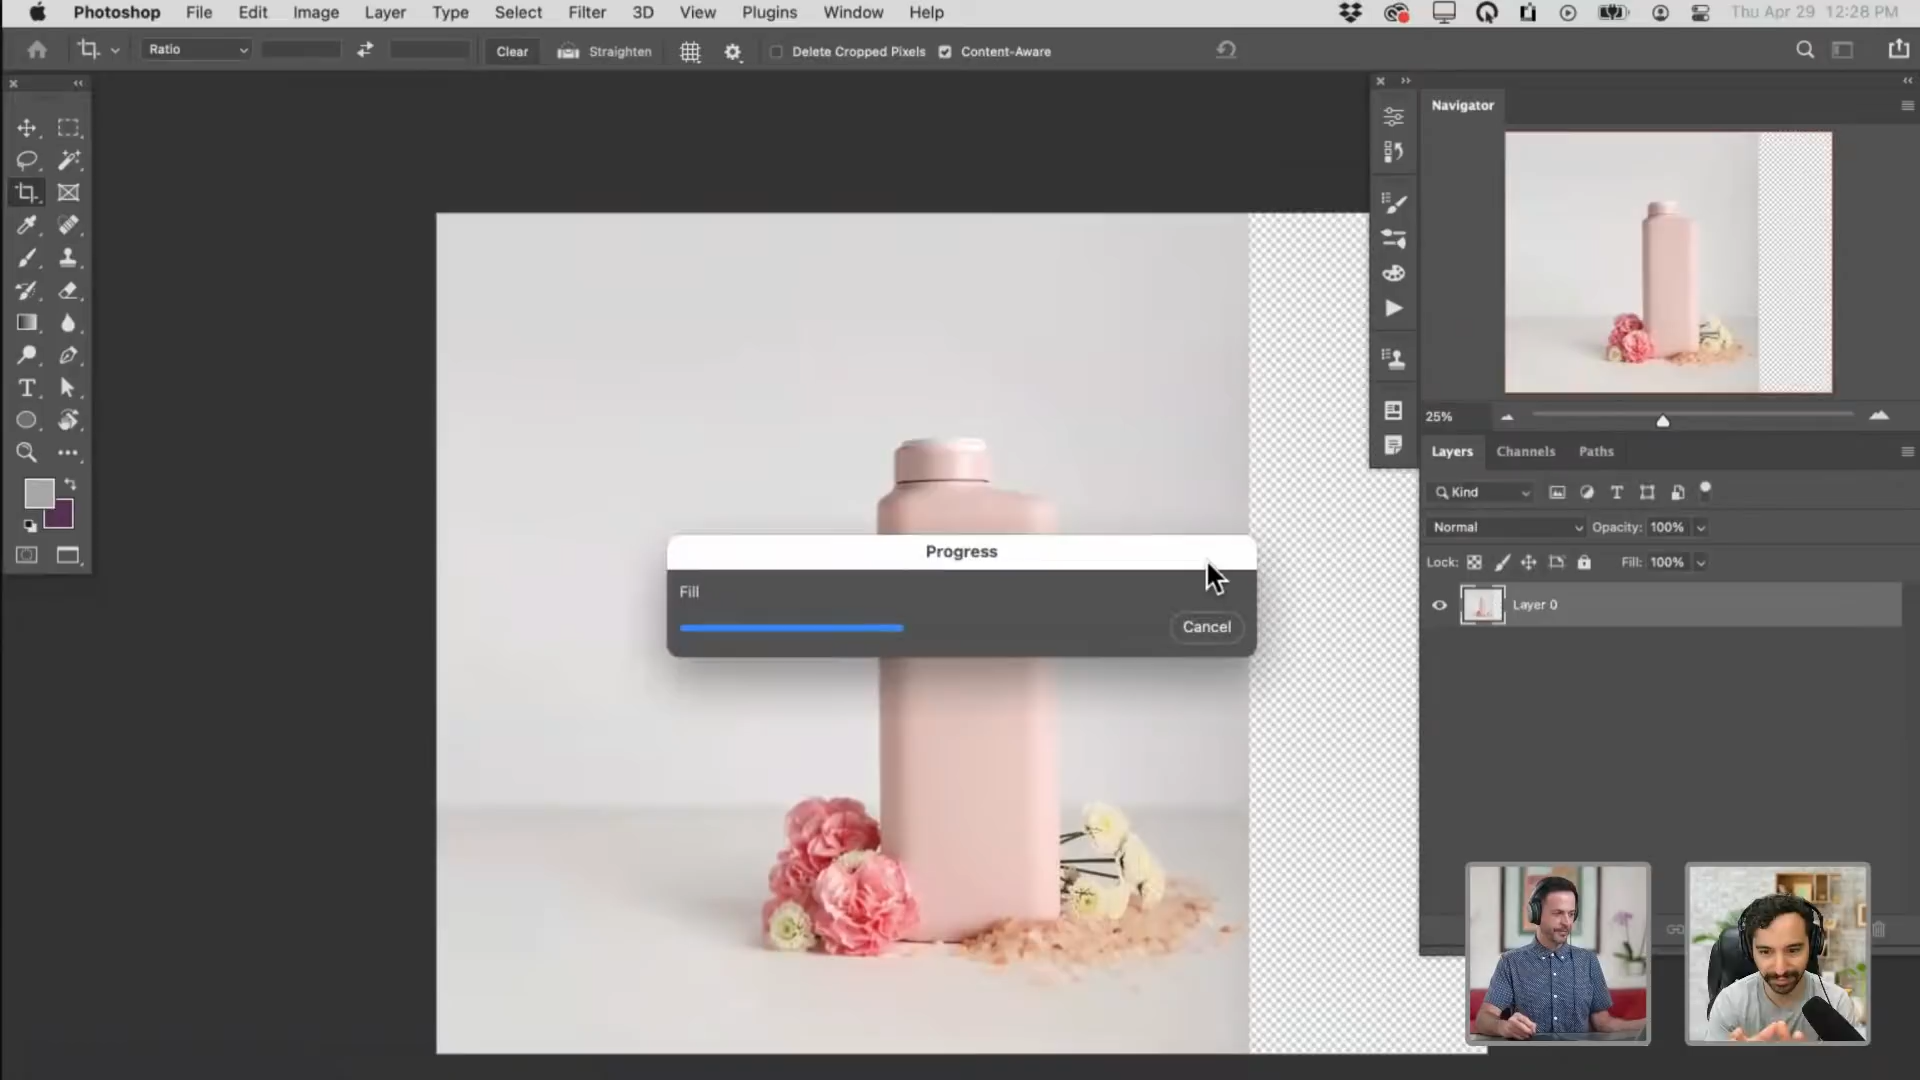 Photoshop File Edit Image Layer Type Select Filter 3D View Plugins Window Help Thu Apr 29 12:28 PM
Ratio Clear Straighten Delete Cropped Pixels Content-Aware
Navigator
25%
Layers Channels Paths
Kind
Normal Opacity: 100%
Lock: Fill: 100%
Layer 0
Progress
Fill
Cancel